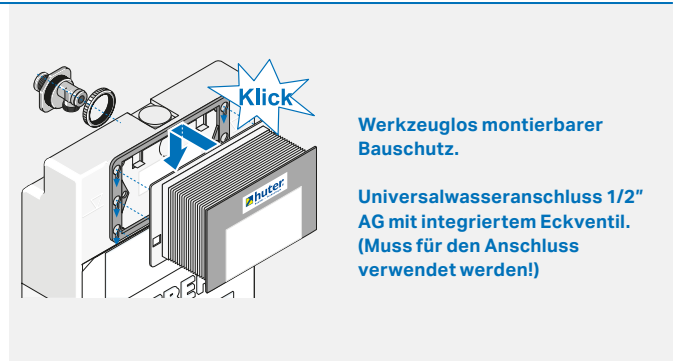 Klick
huter
Werkzeuglos montierbarer
Bauschutz.
Universalwasseranschluss 1/2"
AG mit integriertem Eckventil.
(Muss für den Anschluss
verwendet werden!)